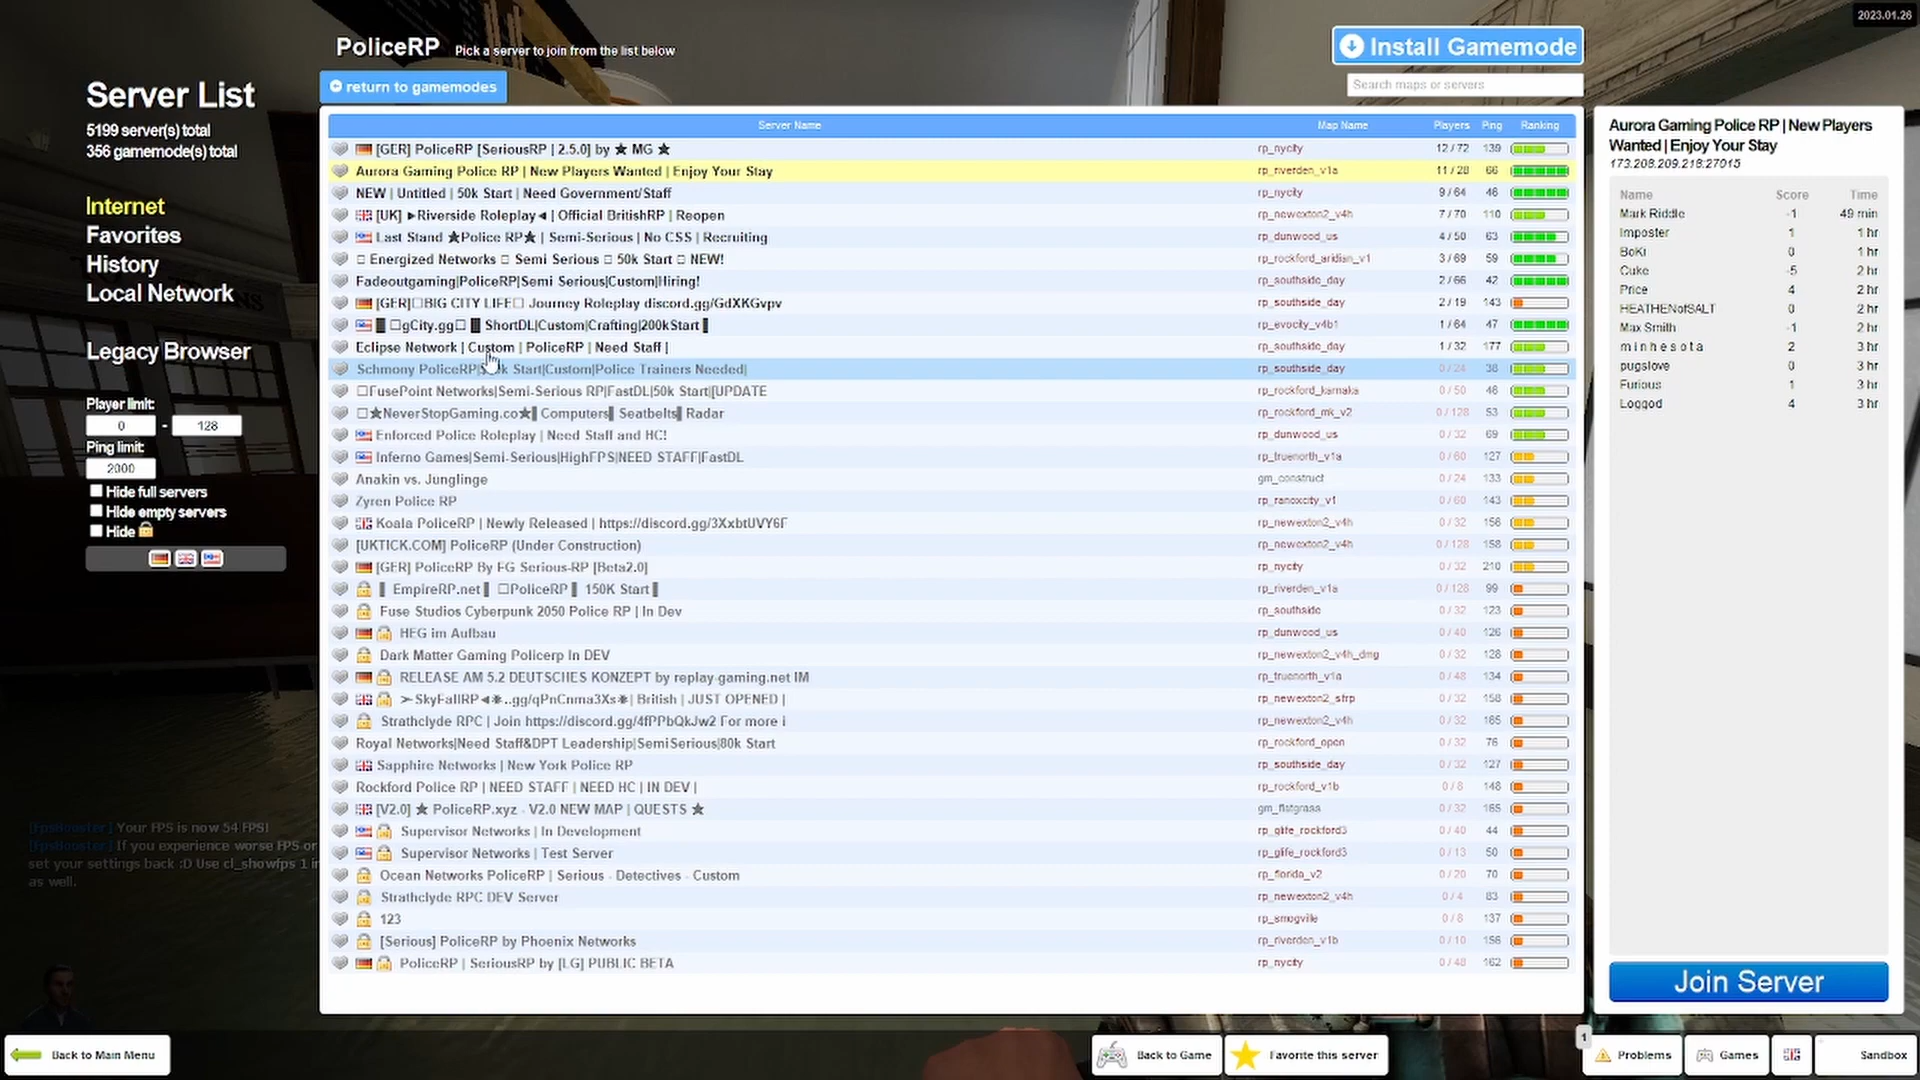 2023.01.26
PoliceRP Pick a server to join from the list below
Install Gamemode
return to gamemodes
Search maps or servers
Server List
5199 server(s) total
356 gamemode(s) total
Internet
Favorites
History
Local Network
Legacy Browser
Player limit:
0 - 128
Ping limit:
2000
Hide full servers
Hide empty servers
Hide
Server Name Map Name Players Ping Ranking
[GER] PoliceRP [SeriousRP | 2.5.0] by ★ MG ★ rp_nycity 12 / 72 139
Aurora Gaming Police RP | New Players Wanted | Enjoy Your Stay rp_riverden_v1a 11 / 28 66
NEW | Untitled | 50k Start | Need Government/Staff rp_nycity 9 / 64 46
[UK] ►Riverside Roleplay◄ | Official BritishRP | Reopen rp_newexton2_v4h 7 / 70 110
Last Stand ★Police RP★ | Semi-Serious | No CSS | Recruiting rp_dunwood_us 4 / 50 63
□ Energized Networks □ Semi Serious □ 50k Start □ NEW! rp_rockford_aridian_v1 3 / 69 59
Fadeoutgaming|PoliceRP|Semi Serious|Custom|Hiring! rp_southside_day 2 / 66 42
[GER]□BIG CITY LIFE□ Journey Roleplay discord.gg/GdXKGvpv rp_southside_day 2 / 19 143
▉ □gCity.gg□ ▉ ShortDL|Custom|Crafting|200kStart▐ rp_evocity_v4b1 1 / 64 47
Eclipse Network | Custom | PoliceRP | Need Staff | rp_southside_day 1 / 32 177
Schmony PoliceRP| Start|Custom|Police Trainers Needed| rp_southside_day 0 / 24 38
□FusePoint Networks|Semi-Serious RP|FastDL|50k Start|[UPDATE rp_rockford_karnaka 0 / 50 46
□★NeverStopGaming.co★▌Computers▌Seatbelts▌Radar rp_rockford_mk_v2 0 / 128 53
Enforced Police Roleplay | Need Staff and HC! rp_dunwood_us 0 / 32 69
Inferno Games|Semi-Serious|HighFPS|NEED STAFF|FastDL rp_truenorth_v1a 0 / 60 127
Anakin vs. Junglinge gm_construct 0 / 24 133
Zyren Police RP rp_ranoxcity_v1 0 / 60 143
Koala PoliceRP | Newly Released | https://discord.gg/3XxbtUVY6F rp_newexton2_v4h 0 / 32 156
[UKTICK.COM] PoliceRP (Under Construction) rp_newexton2_v4h 0 / 128 158
[GER] PoliceRP By FG Serious-RP [Beta2.0] rp_nycity 0 / 32 210
▌ EmpireRP.net▌ □PoliceRP▌ 150K Start▌ rp_riverden_v1a 0 / 128 99
Fuse Studios Cyberpunk 2050 Police RP | In Dev rp_southside 0 / 32 123
HEG im Aufbau rp_dunwood_us 0 / 40 126
Dark Matter Gaming Policerp In DEV rp_newexton2_v4h_dmg 0 / 32 128
RELEASE AM 5.2 DEUTSCHES KONZEPT by replay-gaming.net IM rp_truenorth_v1a 0 / 48 134
➣SkyFallRP◄⁕..gg/qPnCnma3Xs⁕| British | JUST OPENED | rp_newexton2_sfrp 0 / 32 158
Strathclyde RPC | Join https://discord.gg/4fPPbQkJw2 For more i rp_newexton2_v4h 0 / 32 165
Royal Networks|Need Staff&DPT Leadership|SemiSerious|80k Start rp_rockford_open 0 / 32 76
Sapphire Networks | New York Police RP rp_southside_day 0 / 32 127
Rockford Police RP | NEED STAFF | NEED HC | IN DEV | rp_rockford_v1b 0 / 8 148
[V2.0] ★ PoliceRP.xyz - V2.0 NEW MAP | QUESTS ★ gm_flatgrass 0 / 32 165
Supervisor Networks | In Development rp_glife_rockford3 0 / 40 44
Supervisor Networks | Test Server rp_glife_rockford3 0 / 13 50
Ocean Networks PoliceRP | Serious - Detectives - Custom rp_florida_v2 0 / 20 70
Strathclyde RPC DEV Server rp_newexton2_v4h 0 / 4 83
123 rp_smogville 0 / 8 137
[Serious] PoliceRP by Phoenix Networks rp_riverden_v1b 0 / 10 156
PoliceRP | SeriousRP by [LG] PUBLIC BETA rp_nycity 0 / 48 162
Aurora Gaming Police RP | New Players
Wanted | Enjoy Your Stay
173.208.209.218:27015
Name Score Time
Mark Riddle -1 49 min
Imposter 1 1 hr
BoKi 0 1 hr
Cuke -5 2 hr
Price 4 2 hr
HEATHENofSALT 0 2 hr
Max Smith -1 2 hr
m i n h e s o t a 2 3 hr
pugslove 0 3 hr
Furious 1 3 hr
Loggod 4 3 hr
Join Server
[FpsBooster] Your FPS is now 54 FPS!
[FpsBooster] If you experience worse FPS or
set your settings back :D Use cl_showfps 1 in
as well.
Back to Main Menu
Back to Game
Favorite this server
1
Problems
Games
Sandbox